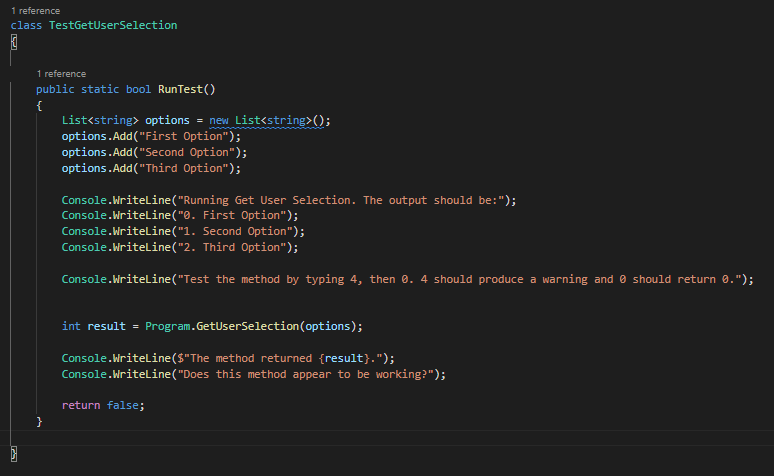 1 reference
class TestGetUserSelection
{
1 reference
public static bool RunTest()
{
List<string> options = new List<string>();
options.Add("First Option");
options.Add("Second Option");
options.Add("Third Option");
Console.WriteLine("Running Get User Selection. The output should be:");
Console.WriteLine("0. First Option");
Console.WriteLine("1. Second Option");
Console.WriteLine("2. Third Option");
Console.WriteLine("Test the method by typing 4, then 0. 4 should produce a warning and 0 should return 0.");
int result = Program.GetUserSelection(options);
Console.WriteLine($"The method returned {result}.");
Console.WriteLine("Does this method appear to be working?");
return false;
}
}